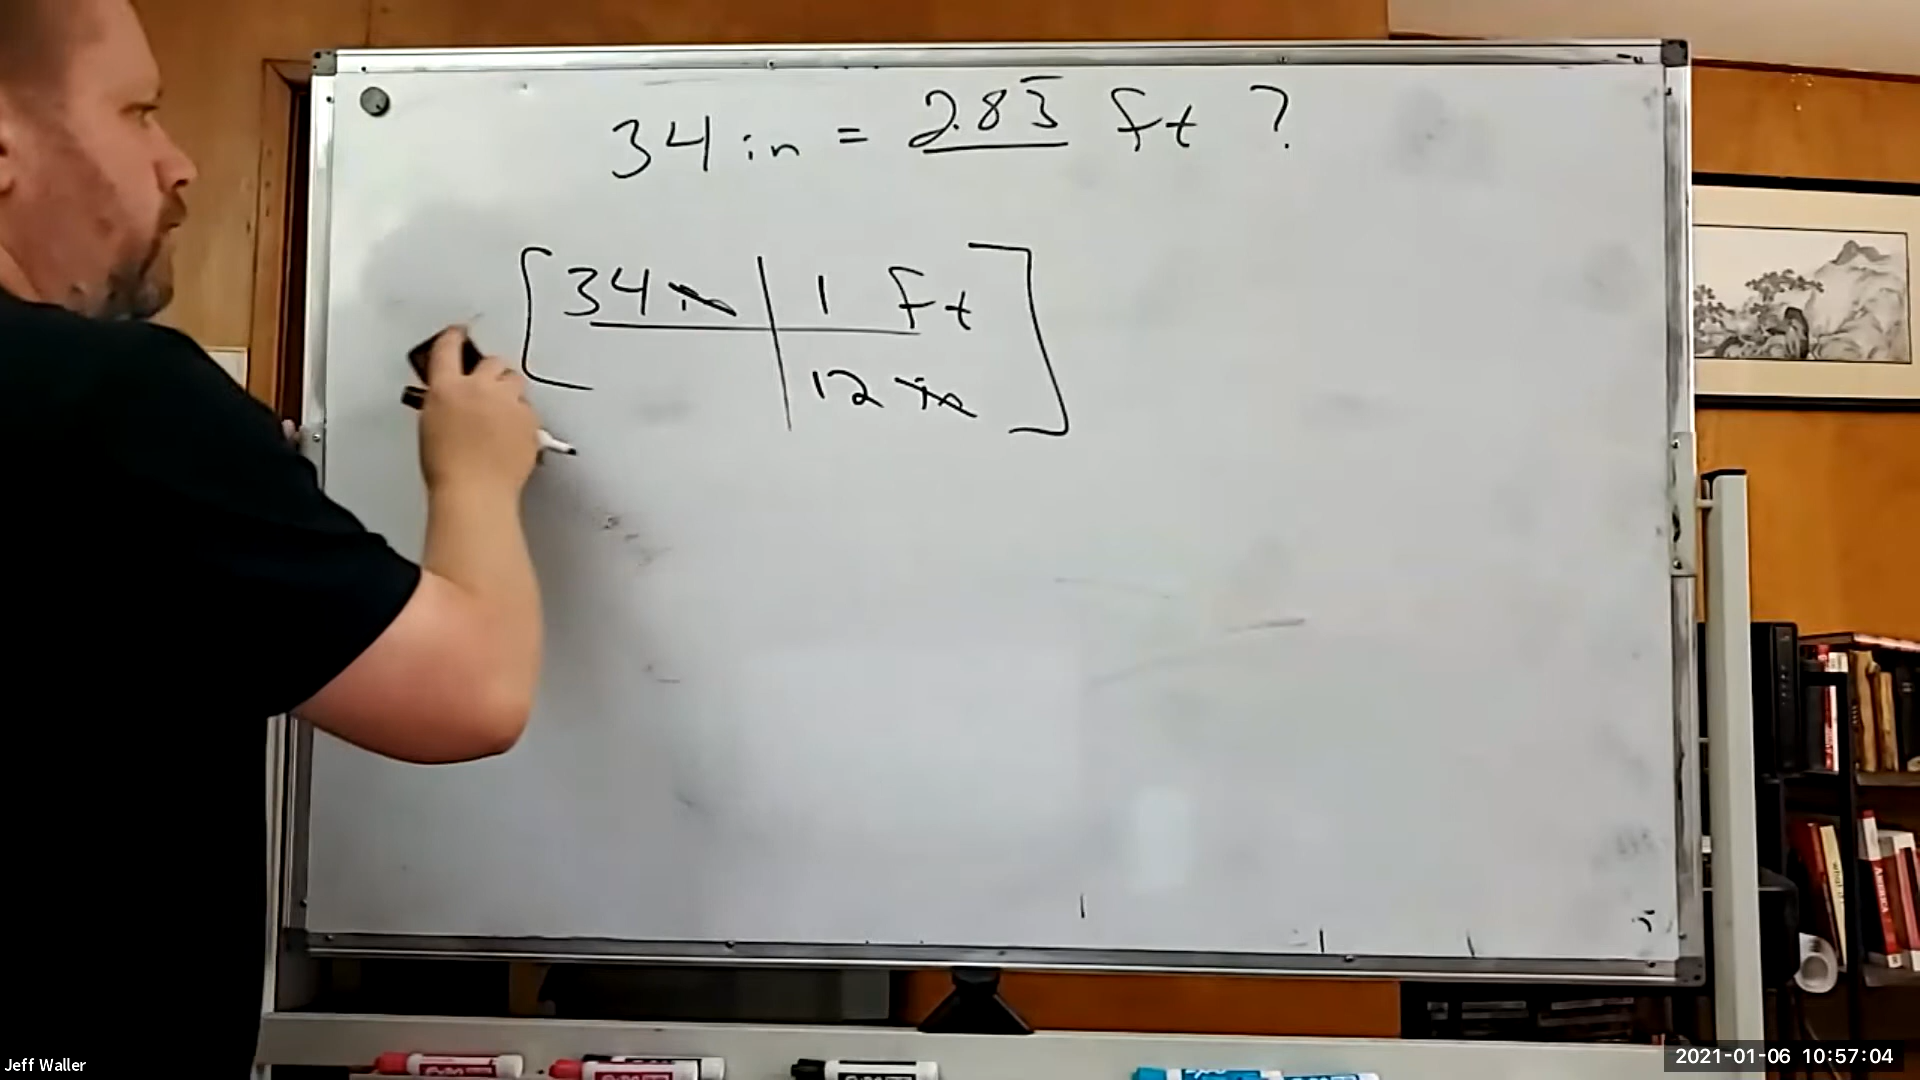 34 in = 2.83̅ ft ?
34 in | 1 ft
12 in
Jeff Waller
2021-01-06 10:57:04
AMERICA